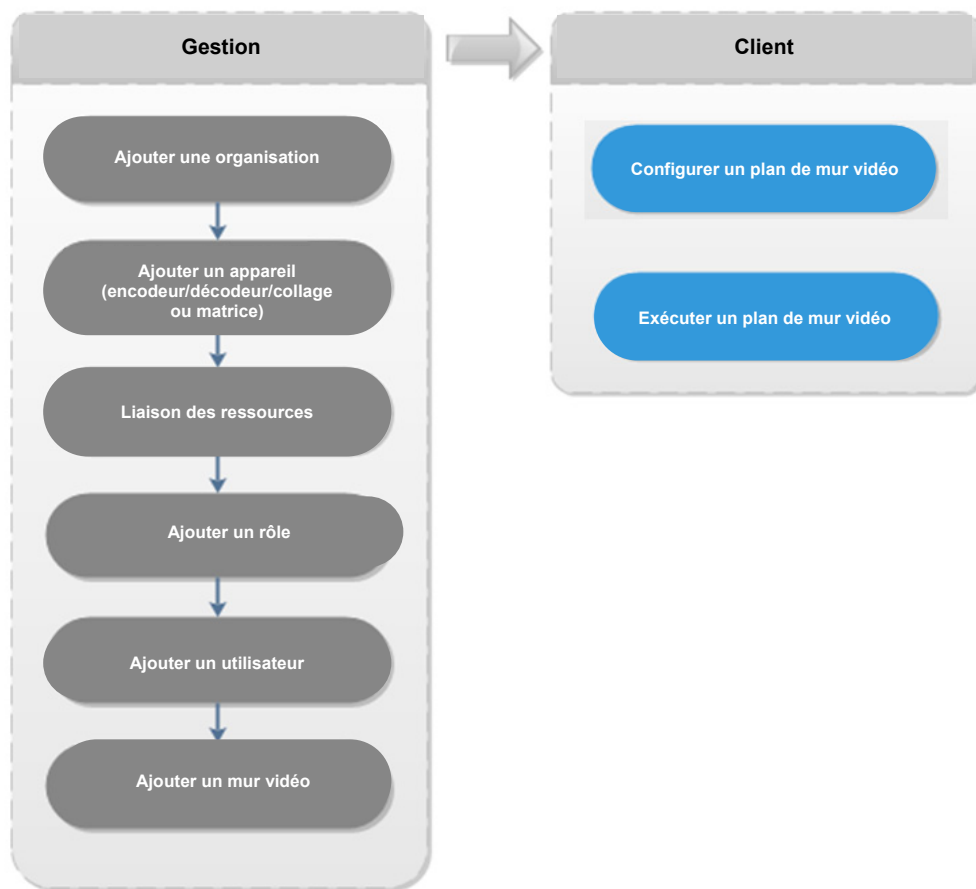 Gestion
Ajouter une organisation
Ajouter un appareil
(encodeur/décodeur/collage
ou matrice)
Liaison des ressources
Ajouter un rôle
Ajouter un utilisateur
Ajouter un mur vidéo
Client
Configurer un plan de mur vidéo
Exécuter un plan de mur vidéo